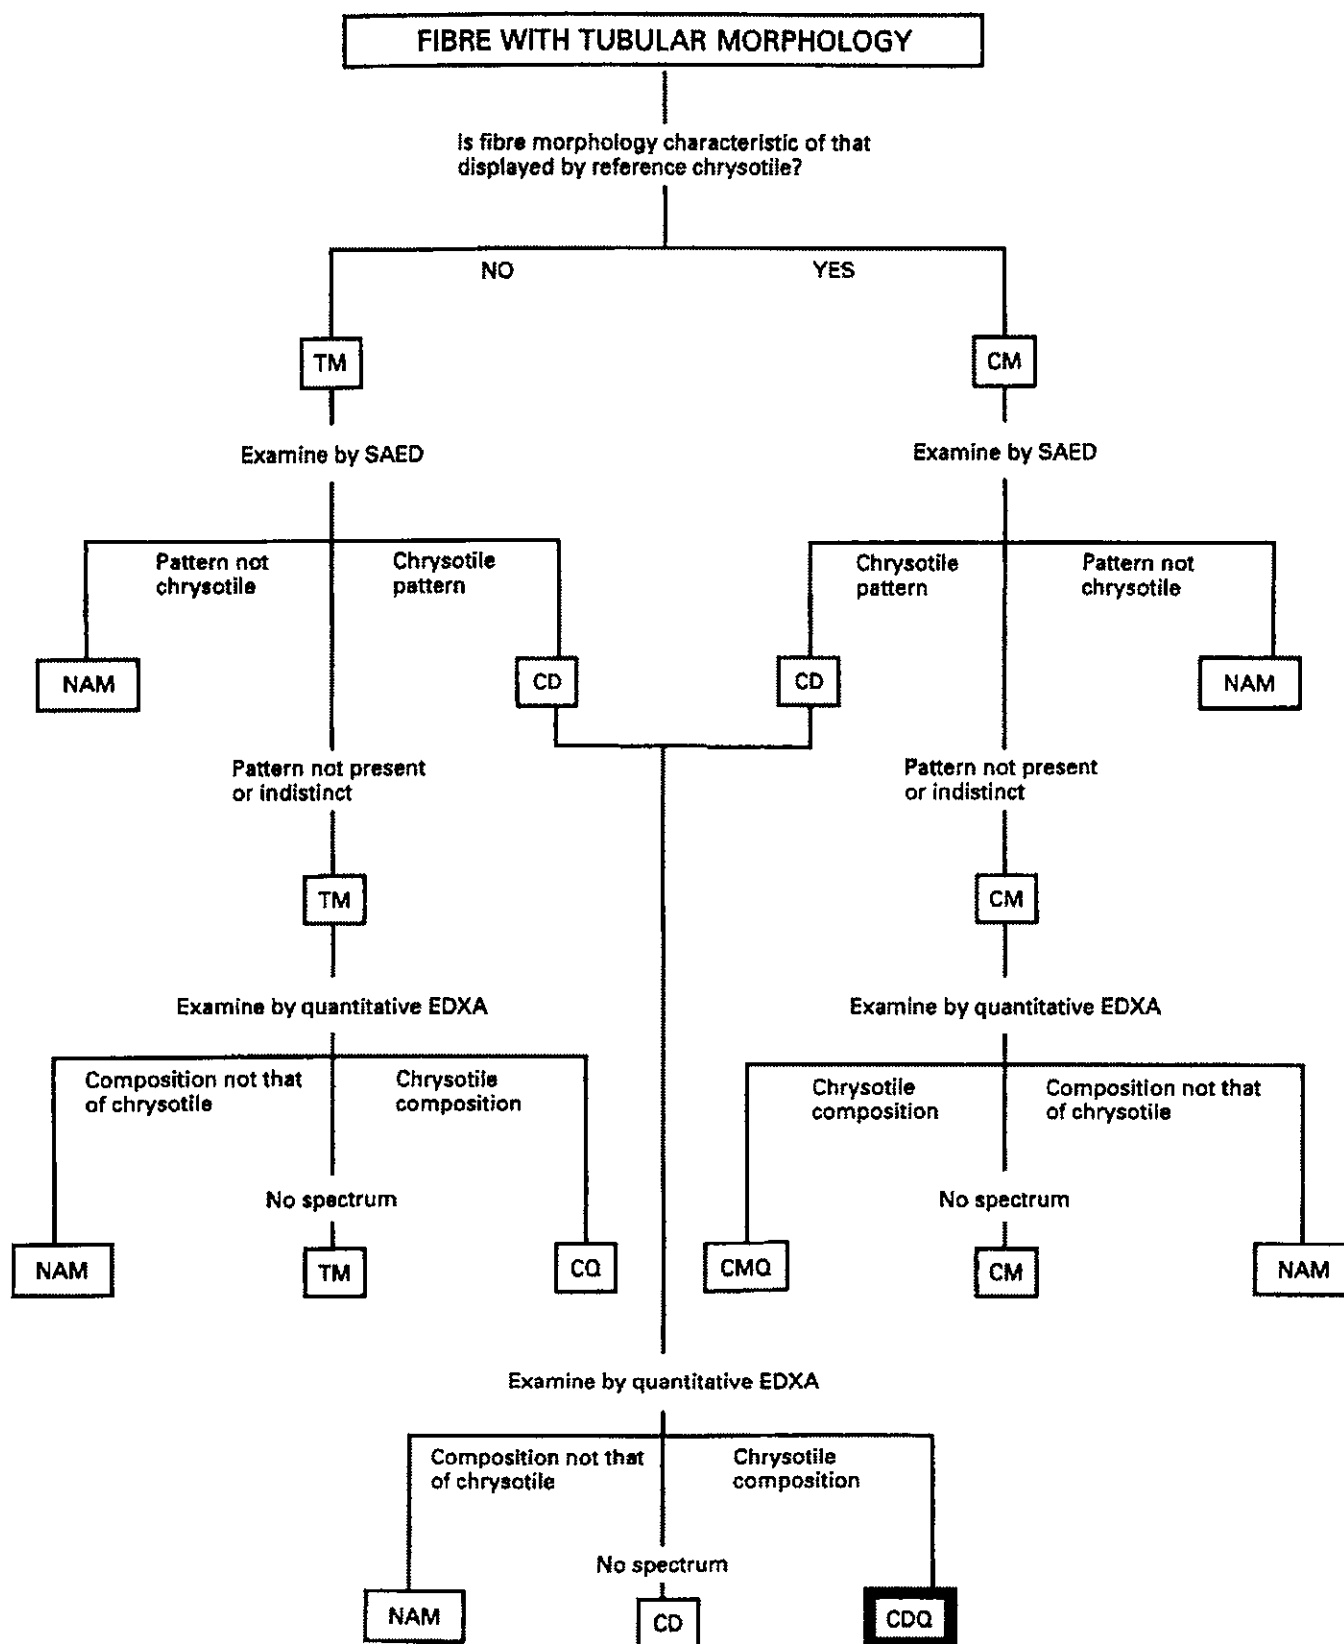 FIBRE WITH TUBULAR MORPHOLOGY
Is fibre morphology characteristic of that
displayed by reference chrysotile?
NO
YES
TM
CM
Examine by SAED
Examine by SAED
Pattern not
chrysotile
Chrysotile
pattern
Chrysotile
pattern
Pattern not
chrysotile
NAM
CD
CD
NAM
Pattern not present
or indistinct
Pattern not present
or indistinct
TM
CM
Examine by quantitative EDXA
Examine by quantitative EDXA
Composition not that
of chrysotile
Chrysotile
composition
Chrysotile
composition
Composition not that
of chrysotile
No spectrum
No spectrum
NAM
TM
CQ
CMQ
CM
NAM
Examine by quantitative EDXA
Composition not that
of chrysotile
Chrysotile
composition
No spectrum
NAM
CD
CDQ